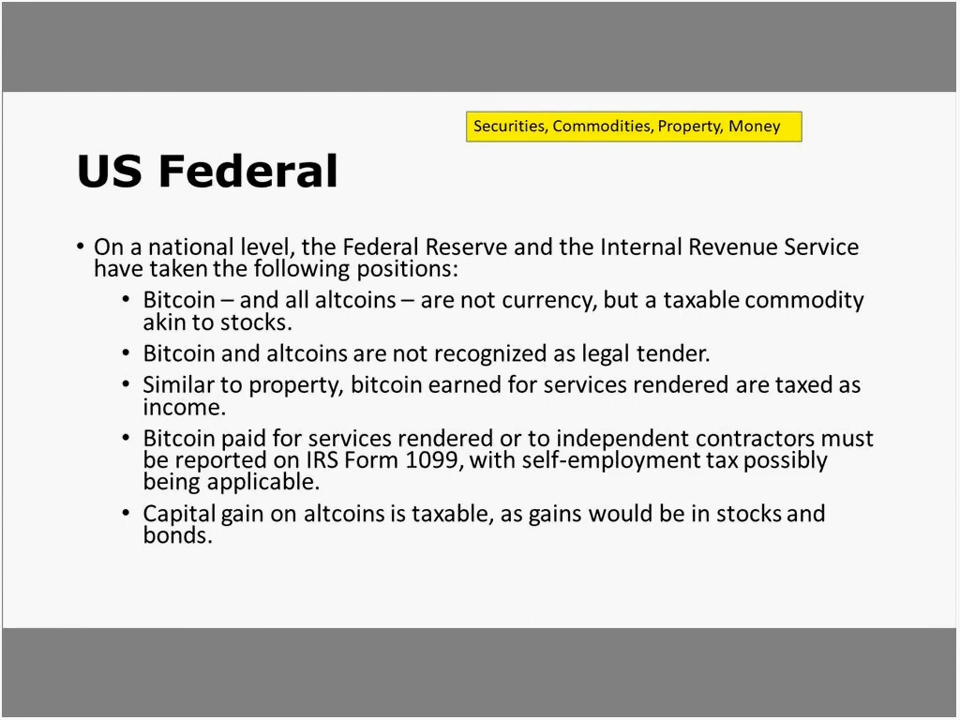 Securities, Commodities, Property, Money
US Federal
• On a national level, the Federal Reserve and the Internal Revenue Service
have taken the following positions:
• Bitcoin – and all altcoins – are not currency, but a taxable commodity
akin to stocks.
• Bitcoin and altcoins are not recognized as legal tender.
• Similar to property, bitcoin earned for services rendered are taxed as
income.
• Bitcoin paid for services rendered or to independent contractors must
be reported on IRS Form 1099, with self-employment tax possibly
being applicable.
• Capital gain on altcoins is taxable, as gains would be in stocks and
bonds.